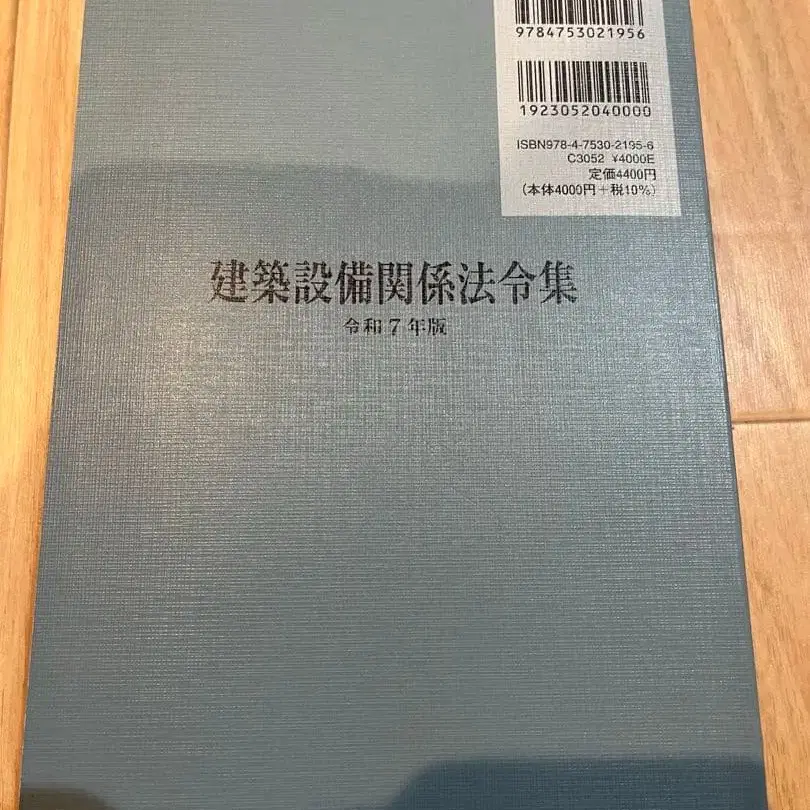 9784753021956
1923052040000
ISBN978-4-7530-2195-6
C3052 ¥4000E
定価4400円
（本体4000円＋税10%）
建築設備関係法令集
令和7年版